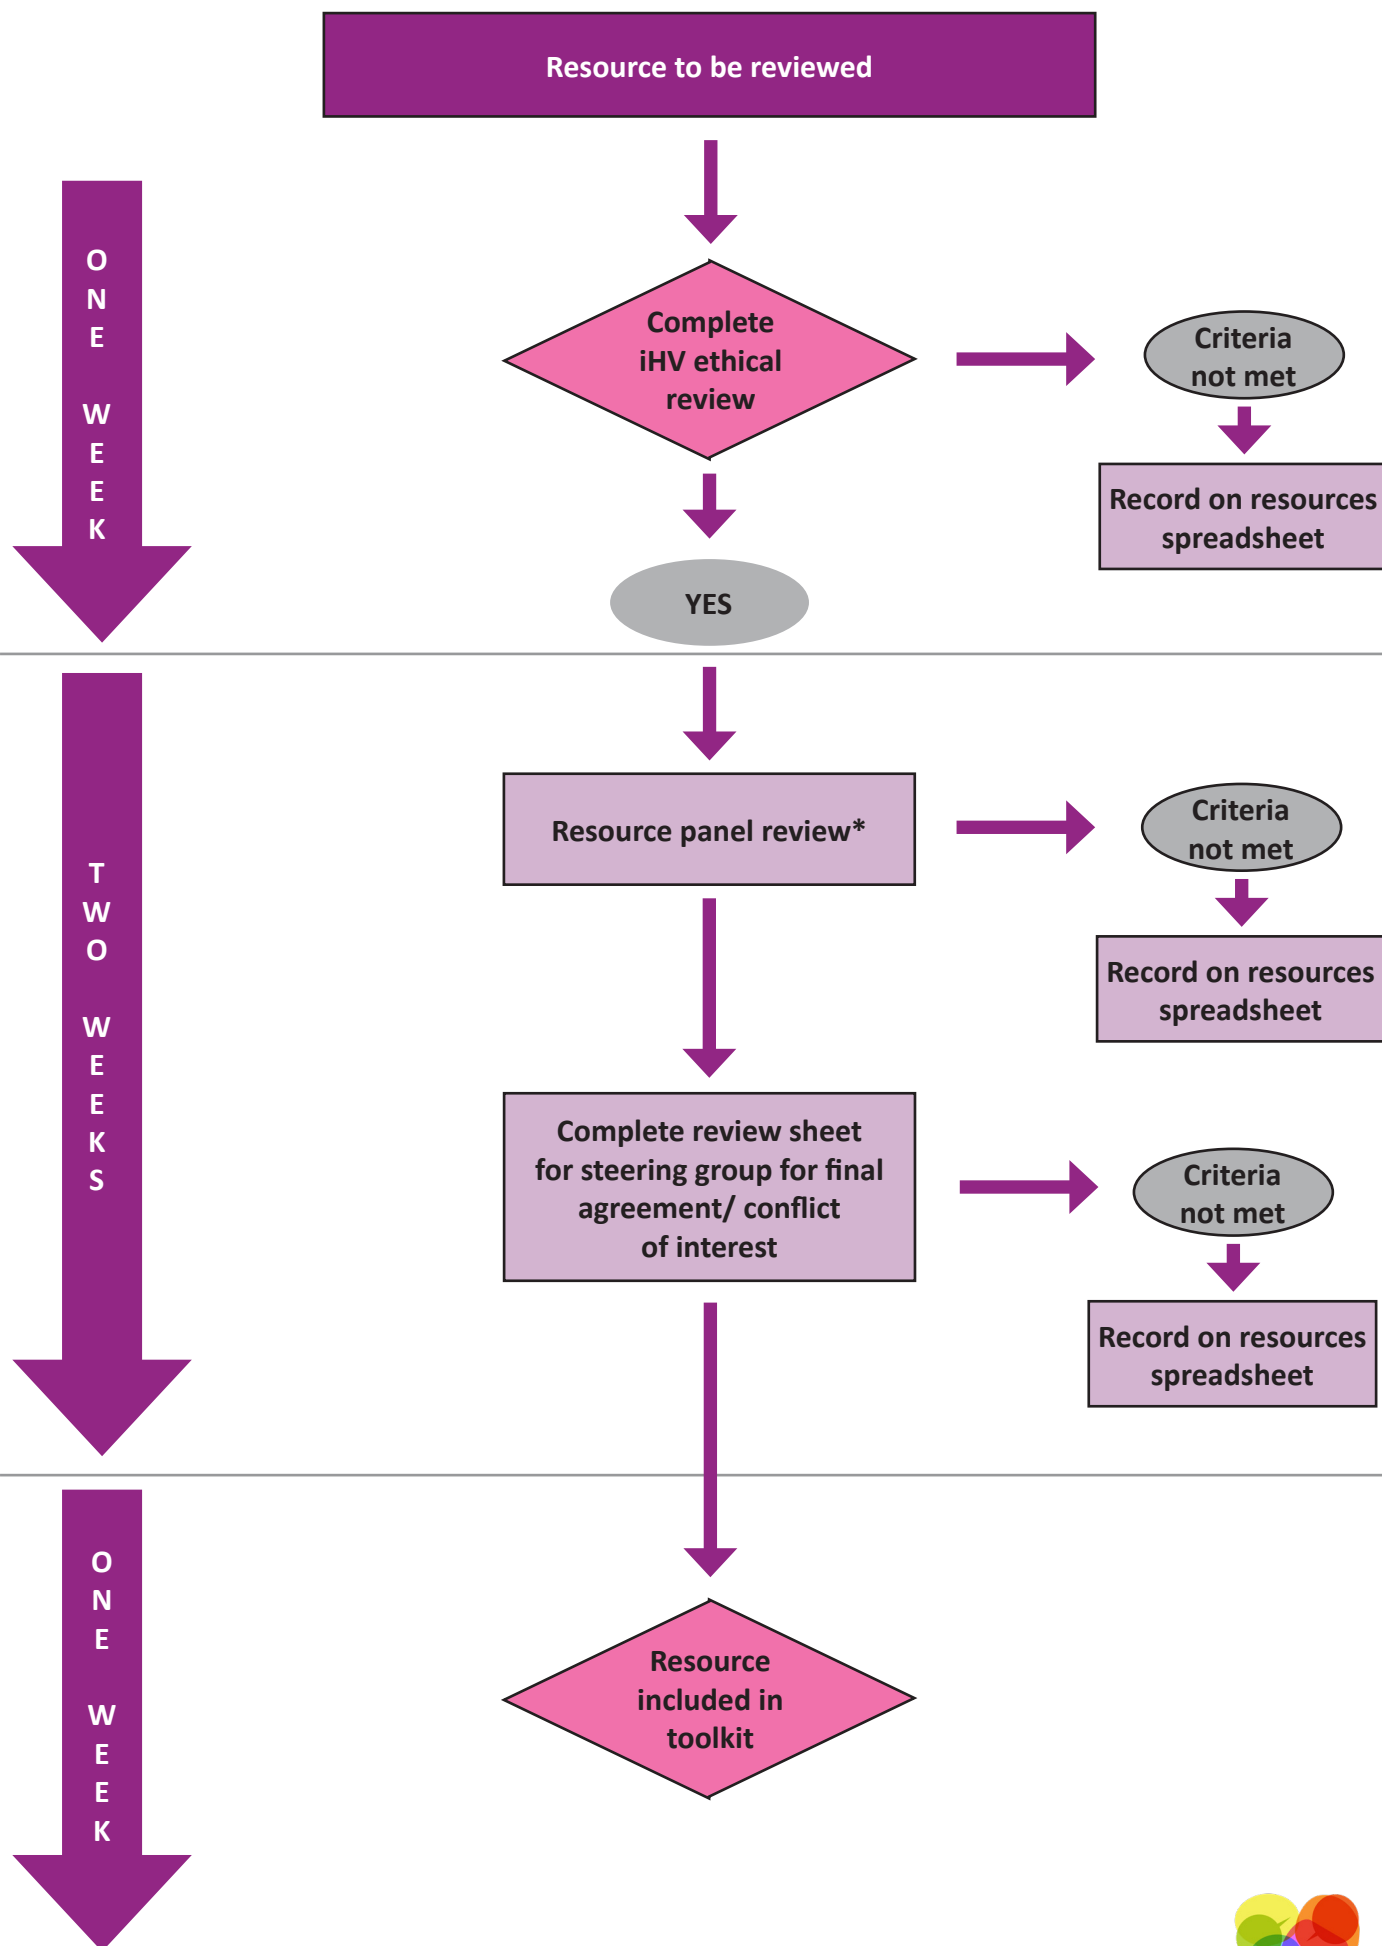 Resource to be reviewed
O
N
E
W
E
E
K
Complete
iHV ethical
review
Criteria
not met
Record on resources
spreadsheet
YES
T
W
O
W
E
E
K
S
Resource panel review*
Criteria
not met
Record on resources
spreadsheet
Complete review sheet
for steering group for final
agreement/ conflict
of interest
Criteria
not met
Record on resources
spreadsheet
O
N
E
W
E
E
K
Resource
included in
toolkit